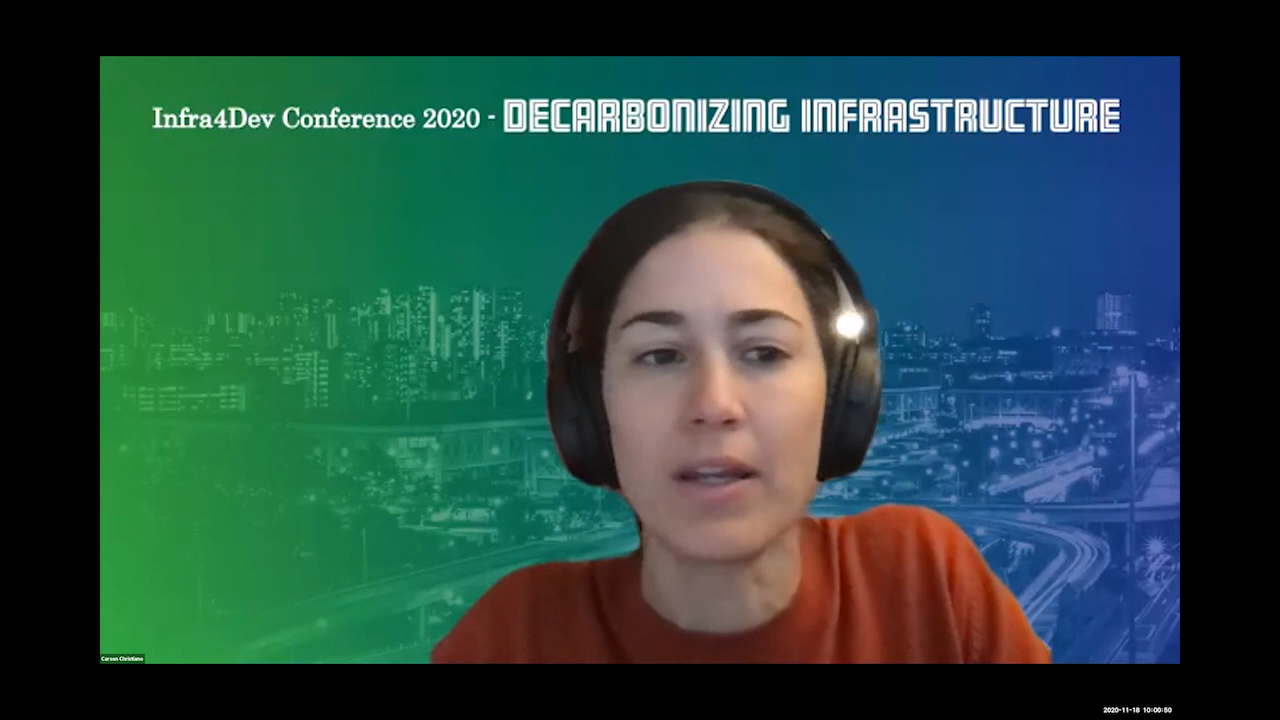 Infra4Dev Conference 2020 - DECARBONIZING INFRASTRUCTURE
Carson Christiano
2020-11-18 10:00:50